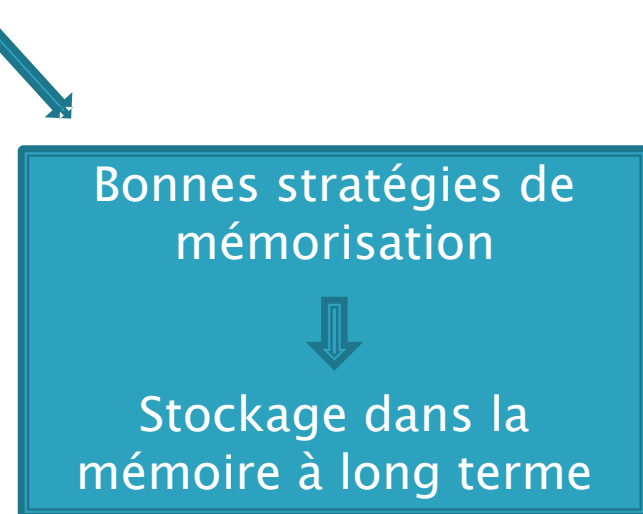 Bonnes stratégies de
mémorisation
Stockage dans la
mémoire à long terme